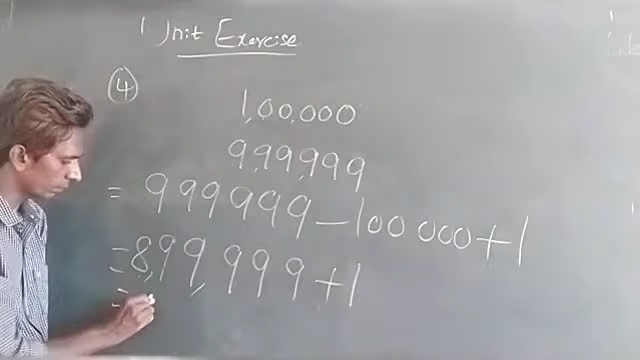 Unit Exercise
4
1,00,000
9,99,999
= 999999 - 100000 + 1
= 8,99,999 + 1
=